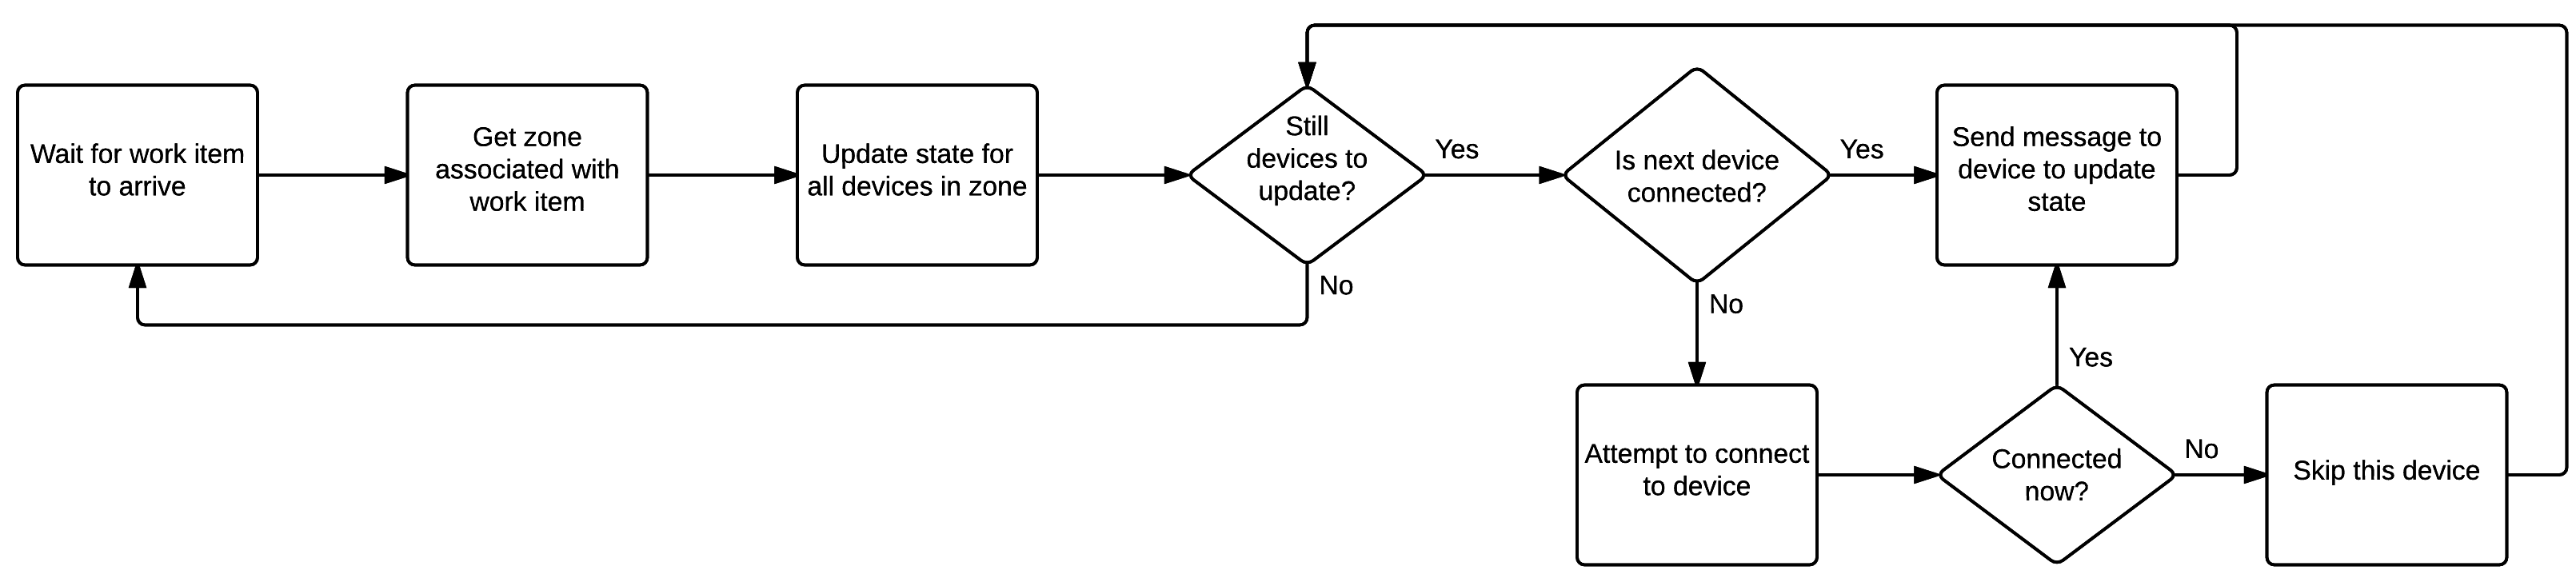 Wait for work item
to arrive
Get zone
associated with
work item
Update state for
all devices in zone
Still
devices to
update?
Yes
No
Is next device
connected?
Yes
No
Send message to
device to update
state
Attempt to connect
to device
Connected
now?
Yes
No
Skip this device